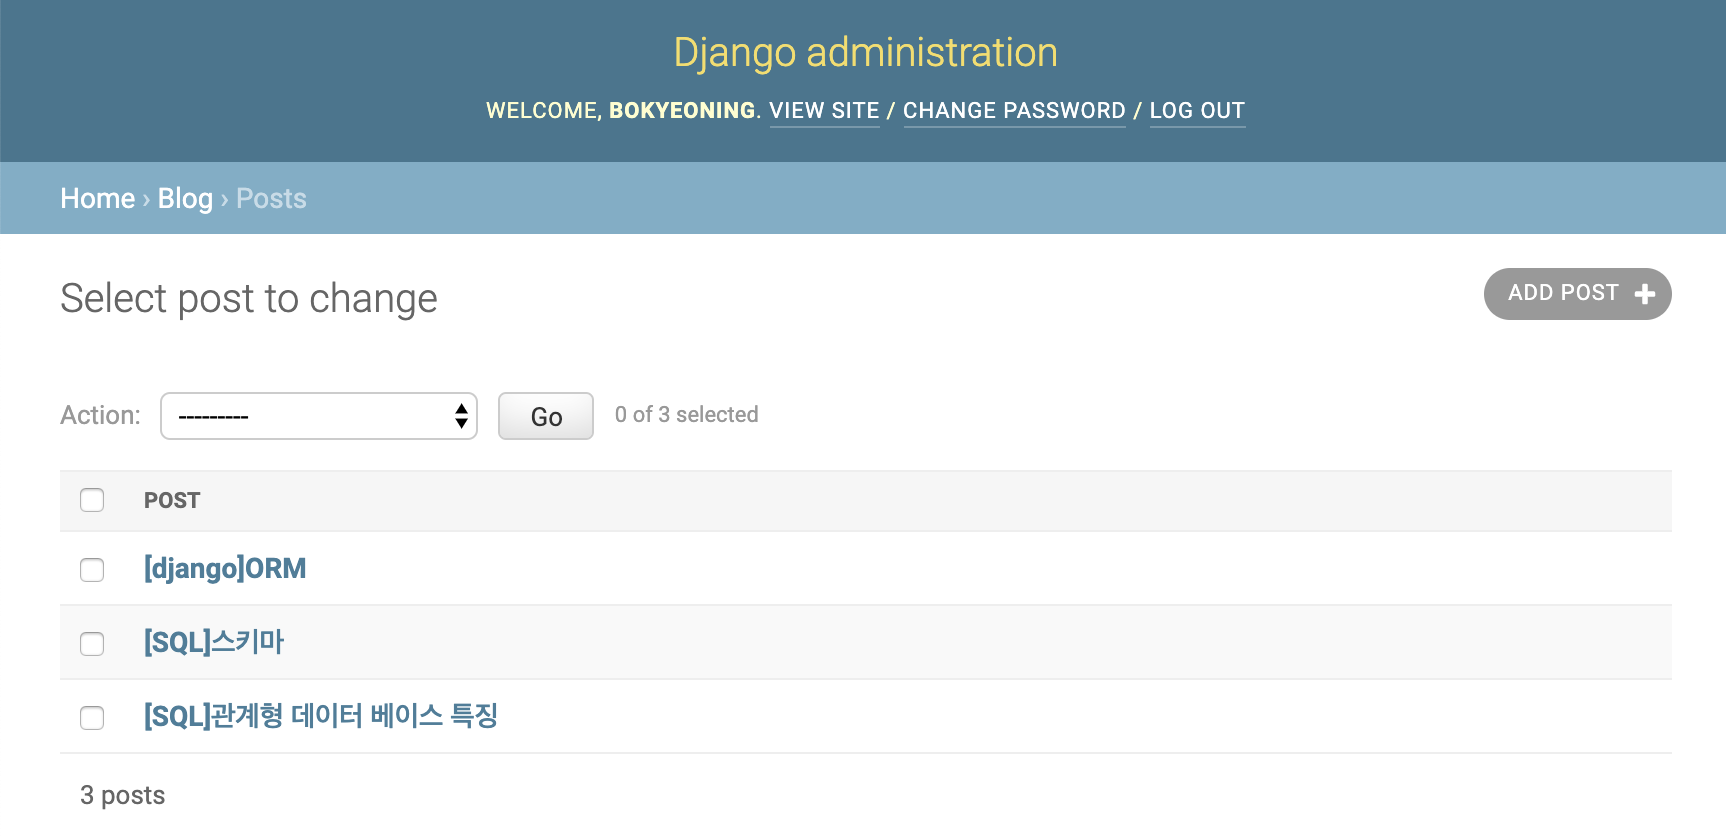 Django administration
WELCOME, BOKYEONING. VIEW SITE / CHANGE PASSWORD / LOG OUT
Home › Blog › Posts
Select post to change
ADD POST +
Action: --------- Go 0 of 3 selected
POST
[django]ORM
[SQL]스키마
[SQL]관계형 데이터 베이스 특징
3 posts